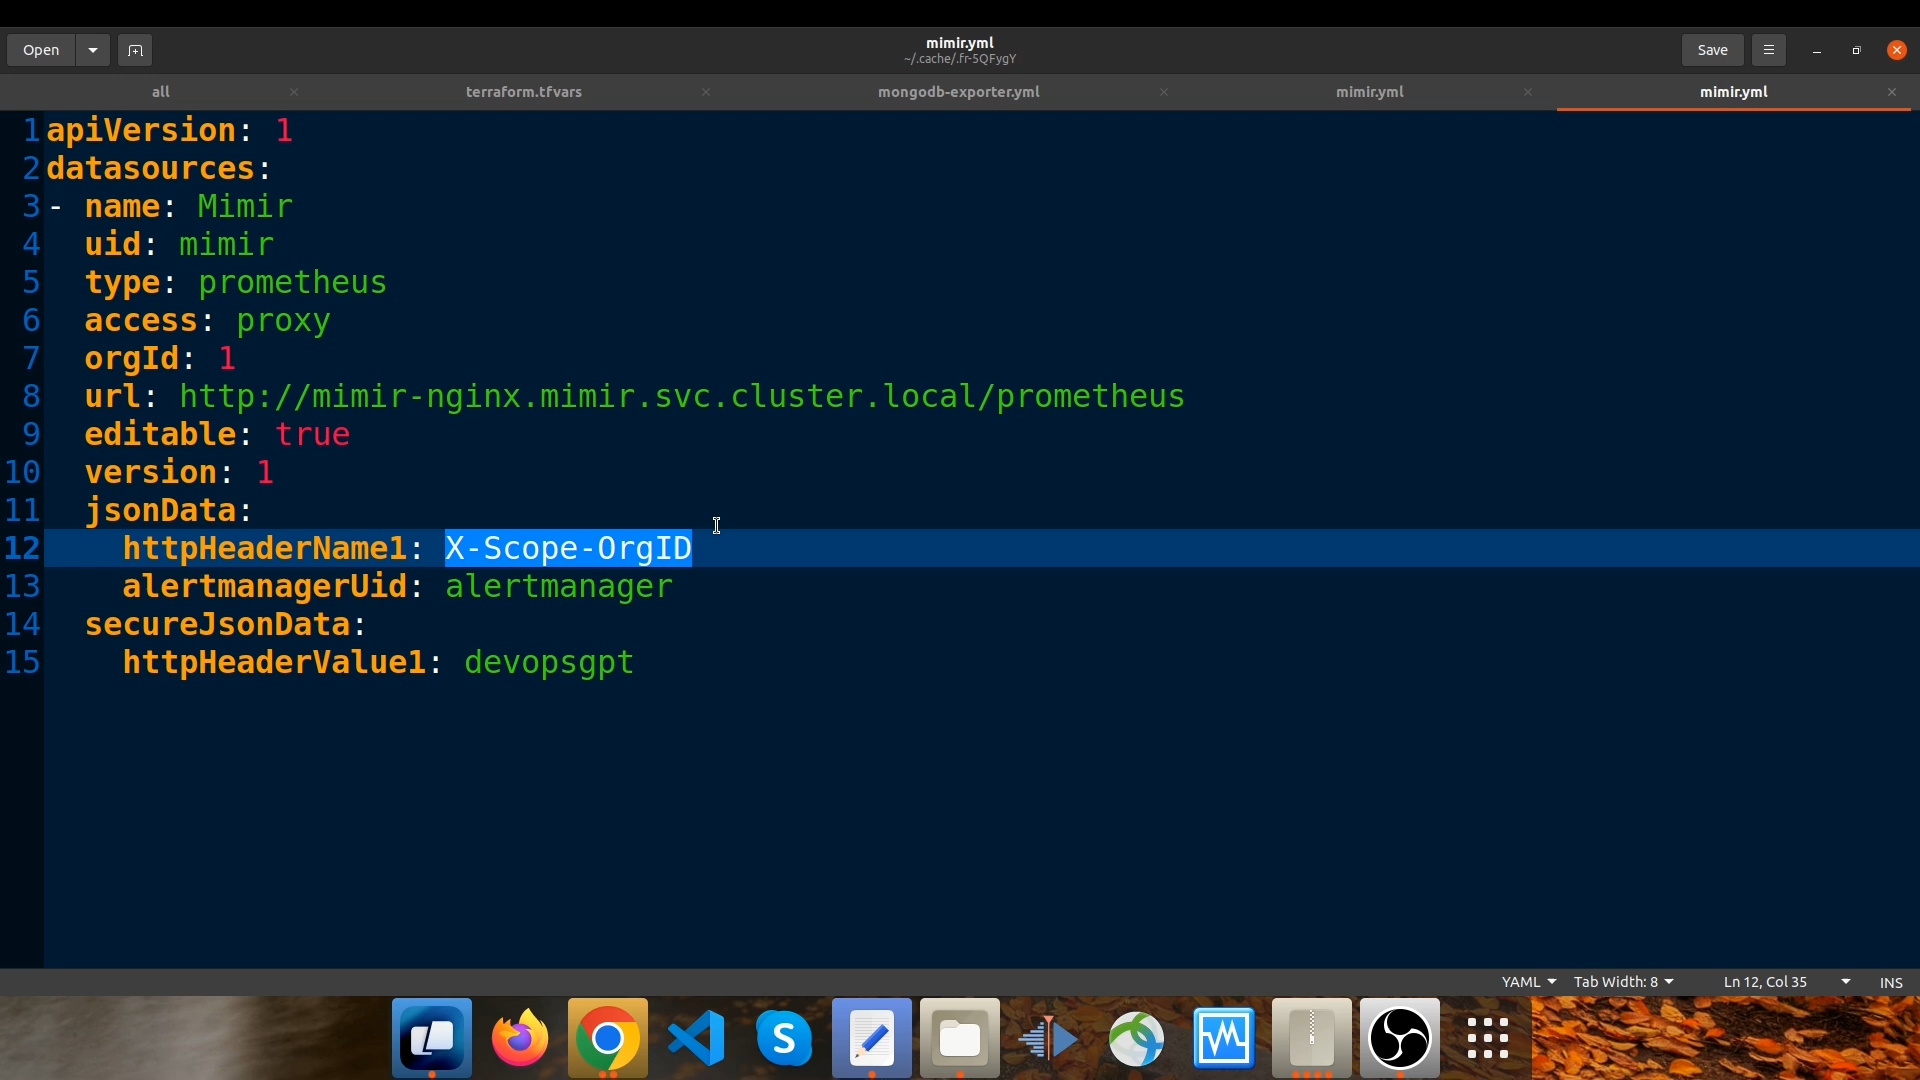 Open
mimir.yml
~/.cache/.fr-5QFygY
Save
all
terraform.tfvars
mongodb-exporter.yml
mimir.yml
mimir.yml
1 apiVersion: 1
2 datasources:
3 - name: Mimir
4   uid: mimir
5   type: prometheus
6   access: proxy
7   orgId: 1
8   url: http://mimir-nginx.mimir.svc.cluster.local/prometheus
9   editable: true
10   version: 1
11   jsonData:
12     httpHeaderName1: X-Scope-OrgID
13     alertmanagerUid: alertmanager
14   secureJsonData:
15     httpHeaderValue1: devopsgpt
YAML Tab Width: 8 Ln 12, Col 35 INS
S